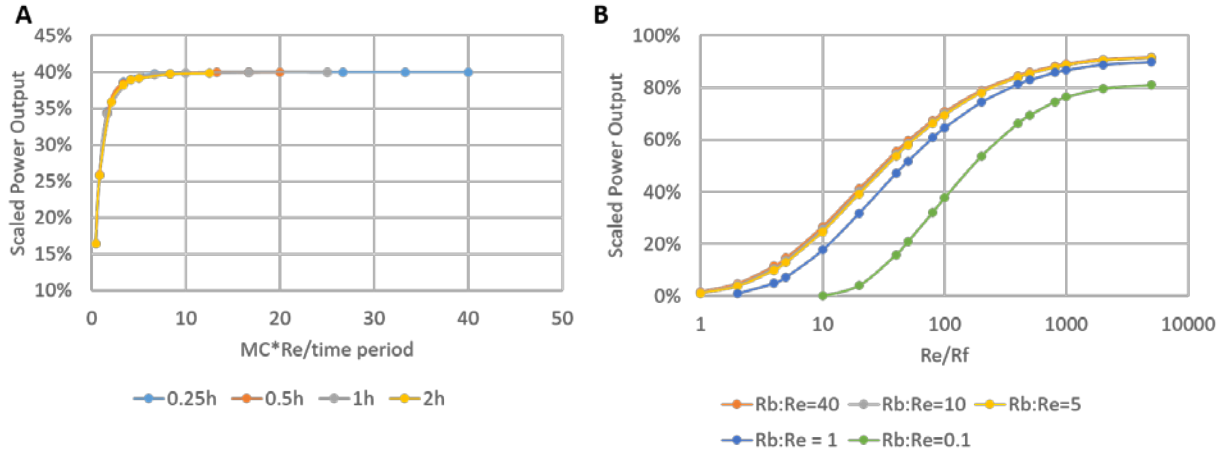 A
Scaled Power Output
45%
40%
35%
30%
25%
20%
15%
10%
0 10 20 30 40 50
MC*Re/time period
0.25h 0.5h 1h 2h
B
Scaled Power Output
100%
80%
60%
40%
20%
0%
1 10 100 1000 10000
Re/Rf
Rb:Re=40 Rb:Re=10 Rb:Re=5
Rb:Re = 1 Rb:Re=0.1